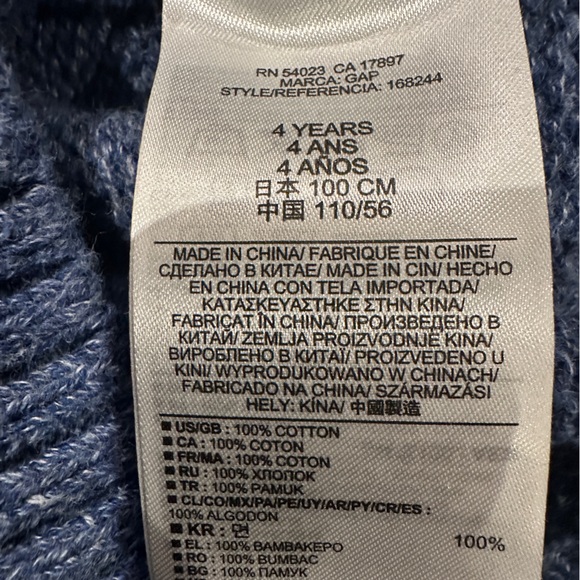 RN 54023 CA 17897
MARCA: GAP
STYLE/REFERENCIA: 168244
4 YEARS
4 ANS
4 AÑOS
日本 100 CM
中国 110/56
MADE IN CHINA/ FABRIQUE EN CHINE/
СДЕЛАНО В КИТАЕ/ MADE IN CIN/ HECHO
EN CHINA CON TELA IMPORTADA/
ΚΑΤΑΣΚΕΥΑΣΤΗΚΕ ΣΤΗΝ ΚΙΝΑ/
FABRICAT ÎN CHINA/ ПРОИЗВЕДЕНО В
КИТАЙ/ ZEMLJA PROIZVODNJE KINA/
ВИРОБЛЕНО В КИТАЇ/ PROIZVEDENO U
KINI/ WYPRODUKOWANO W CHINACH/
FABRICADO NA CHINA/ SZÁRMAZÁSI
HELY: KÍNA/ 中國製造
■ US/GB : 100% COTTON
■ CA : 100% COTON
■ FR/MA : 100% COTON
■ RU : 100% ХЛОПОК
■ TR : 100% PAMUK
■ CL/CO/MX/PA/PE/UY/AR/PY/CR/ES :
100% ALGODON
■ KR : 면 100%
■ EL : 100% ΒΑΜΒΑΚΕΡΟ
■ RO : 100% BUMBAC
■ BG : 100% ПАМУК